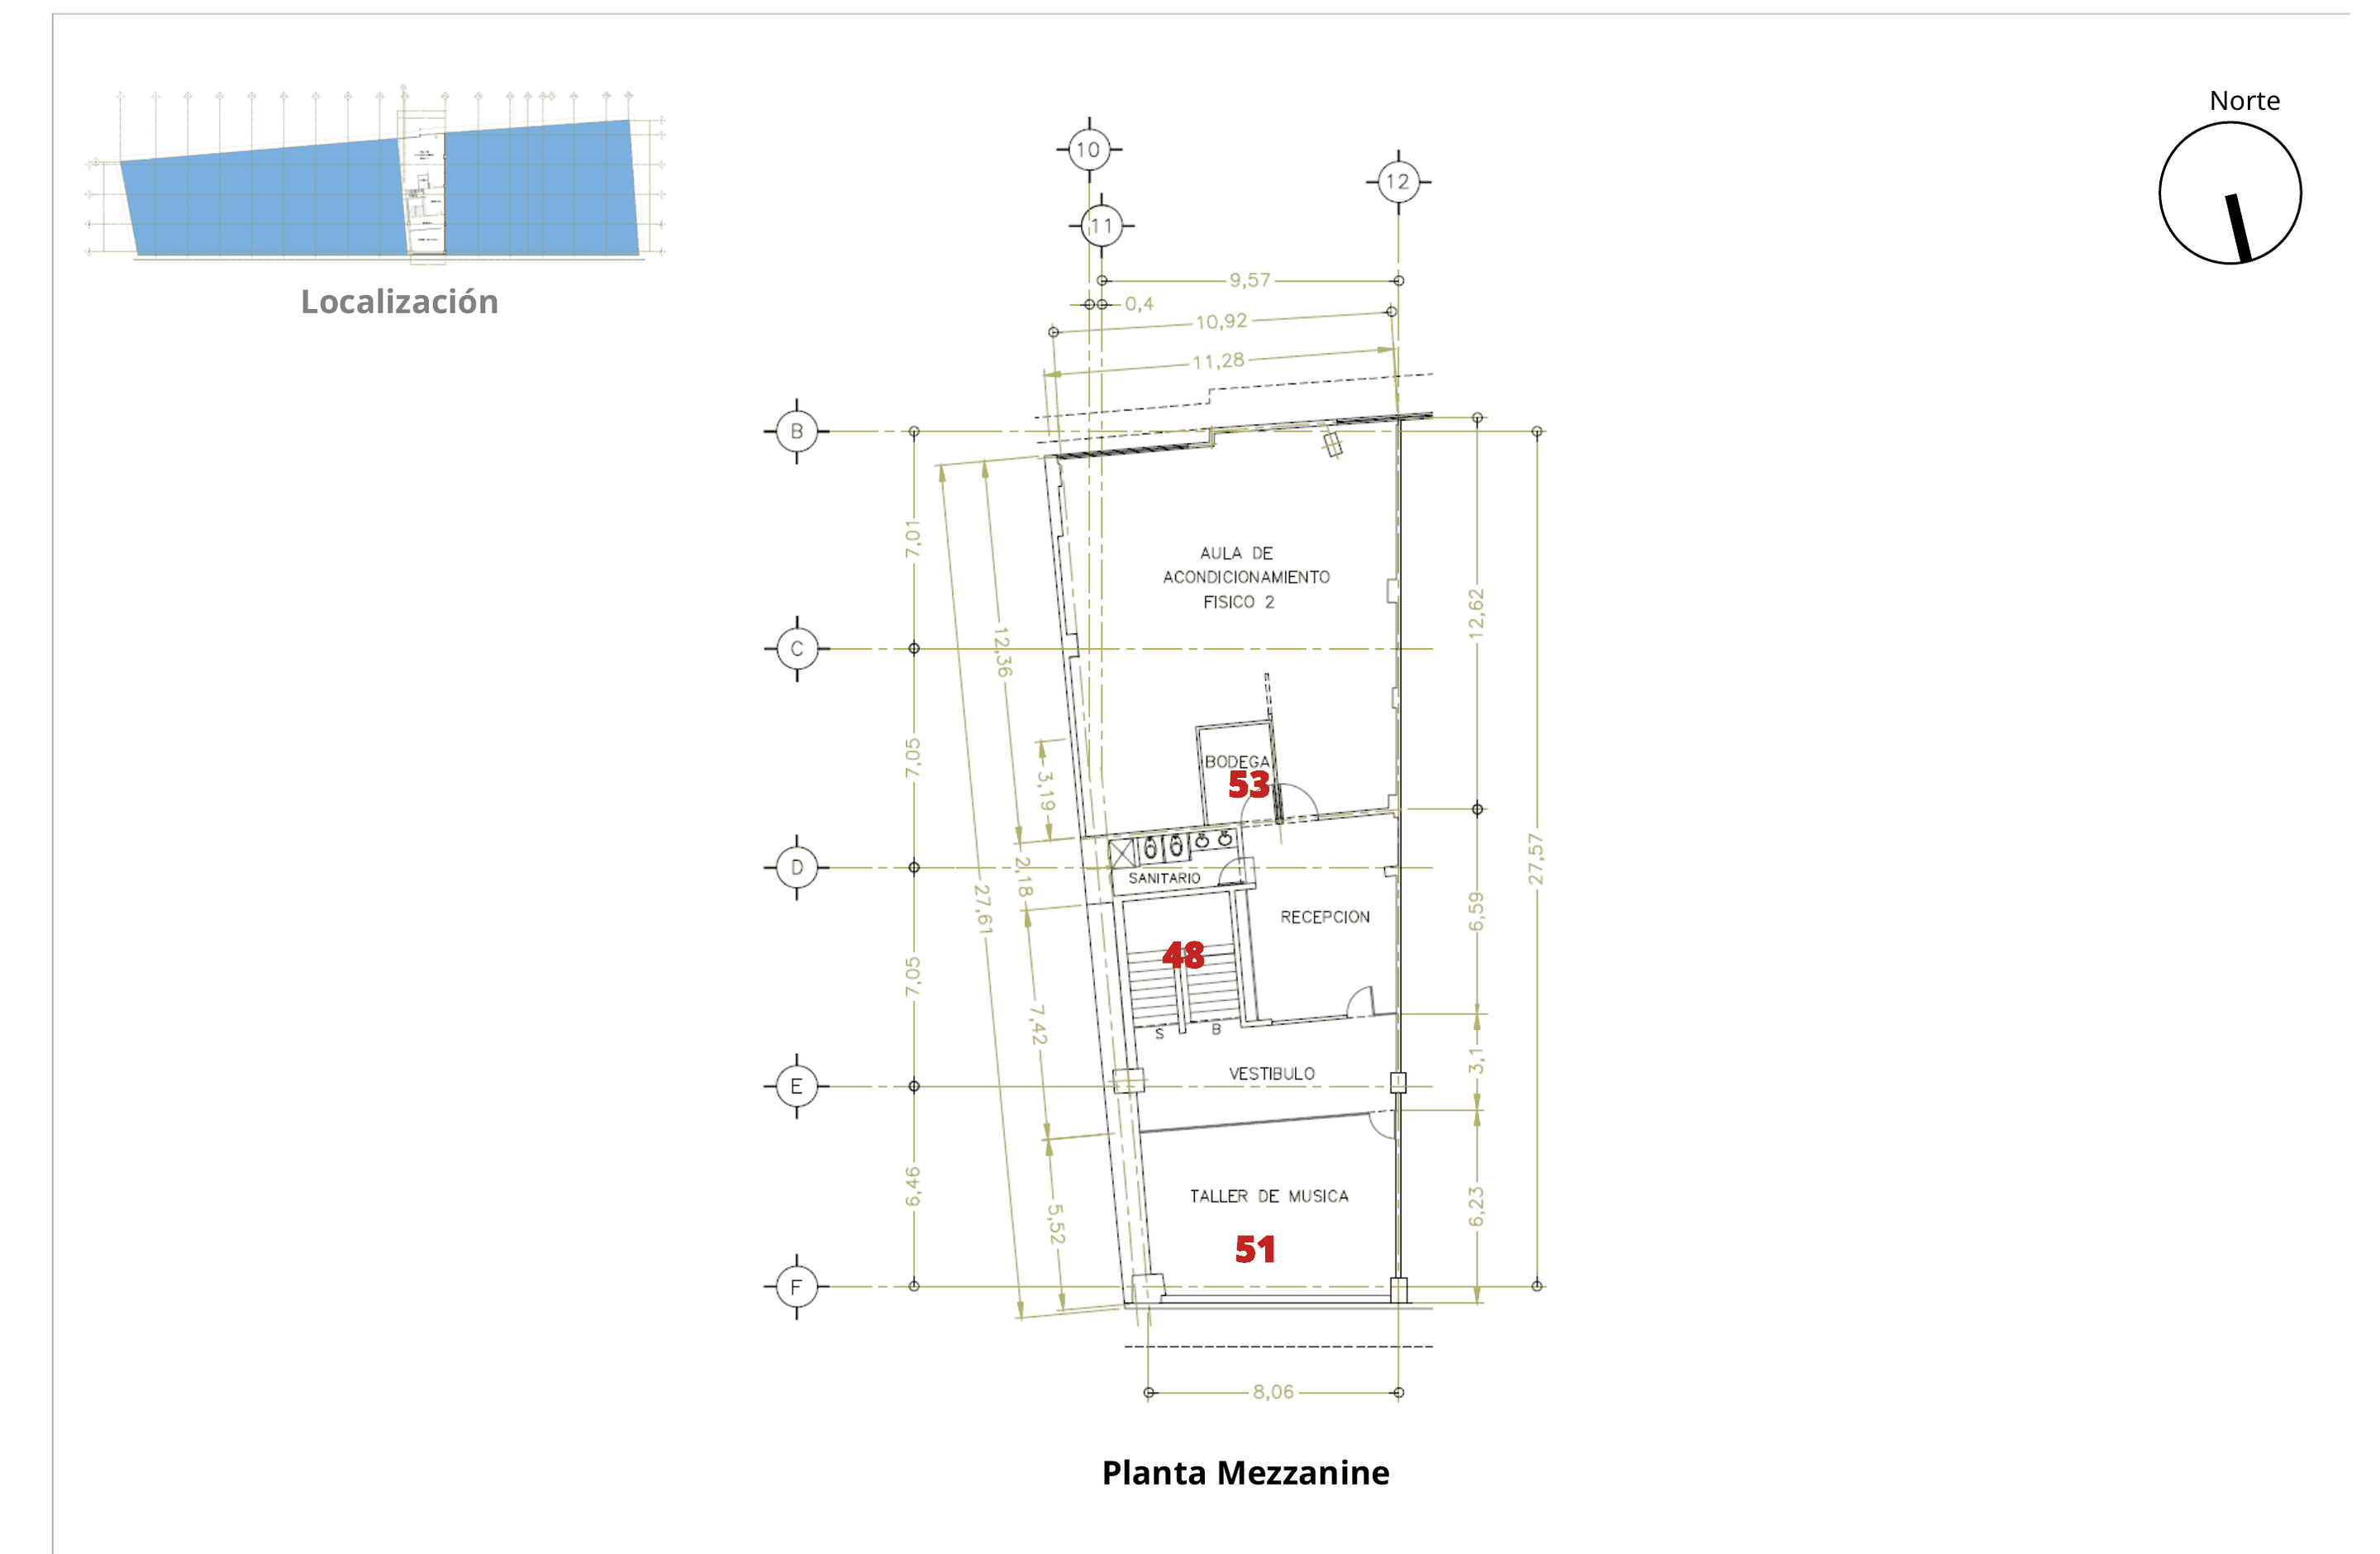 Norte
Localización
10
12
11
9,57
0,4
10,92
11,28
B
7,01
AULA DE
ACONDICIONAMIENTO
FISICO 2
12,62
12,36
C
7,05
BODEGA
53
3,19
D
2,18
SANITARIO
27,57
27,61
RECEPCION
6,59
48
7,05
7,42
S
B
VESTIBULO
3,1
E
6,46
5,52
TALLER DE MUSICA
6,23
51
F
8,06
Planta Mezzanine